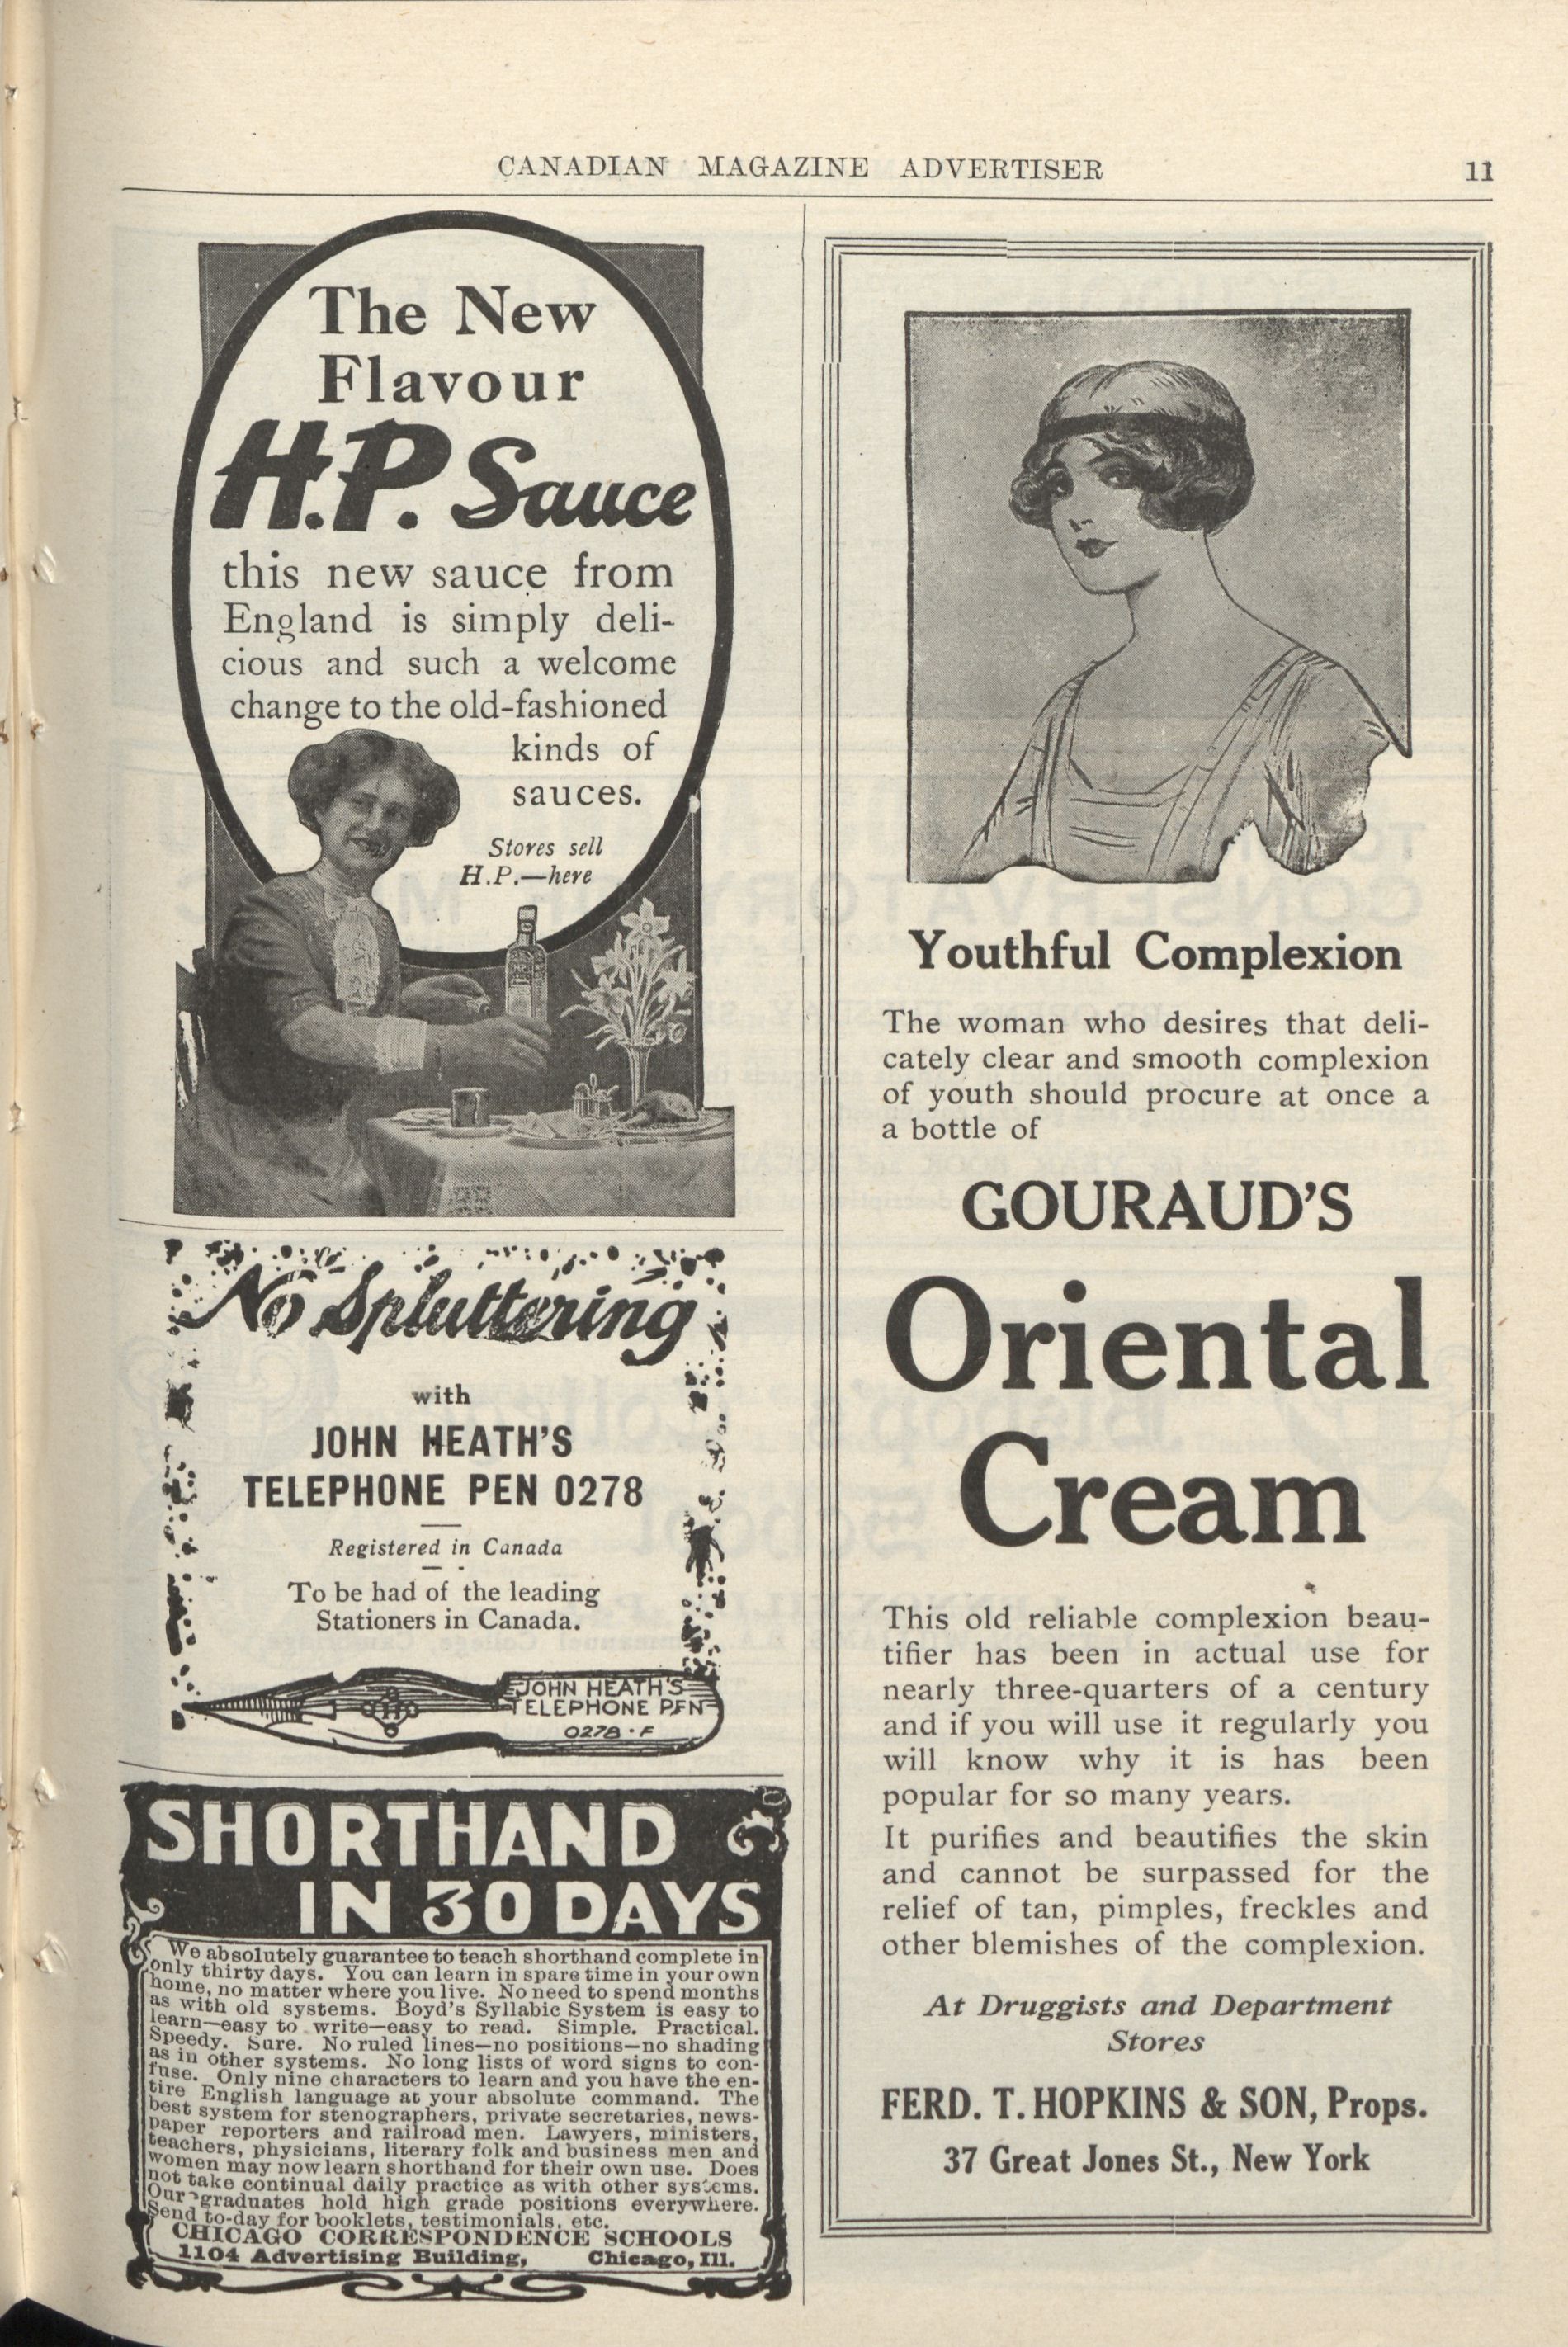 CANADIAN MAGAZINE ADVERTISER 11
The New
Flavour
H.P. Sauce
this new sauce from
England is simply deli-
cious and such a welcome
change to the old-fashioned
kinds of
sauces.
Stores sell
H.P.—here
No Spluttering
with
JOHN HEATH'S
TELEPHONE PEN 0278
Registered in Canada
To be had of the leading
Stationers in Canada.
JOHN HEATH'S
TELEPHONE PEN
0278·F
SHORTHAND
IN 30 DAYS
We absolutely guarantee to teach shorthand complete in
only thirty days. You can learn in spare time in your own
home, no matter where you live. No need to spend months
as with old systems. Boyd's Syllabic System is easy to
learn—easy to write—easy to read. Simple. Practical.
Speedy. Sure. No ruled lines—no positions—no shading
as in other systems. No long lists of word signs to con-
fuse. Only nine characters to learn and you have the en-
tire English language at your absolute command. The
best system for stenographers, private secretaries, news-
paper reporters and railroad men. Lawyers, ministers,
teachers, physicians, literary folk and business men and
women may now learn shorthand for their own use. Does
not take continual daily practice as with other systems.
Our graduates hold high grade positions everywhere.
Send to-day for booklets, testimonials, etc.
CHICAGO CORRESPONDENCE SCHOOLS
1104 Advertising Building, Chicago, Ill.
Youthful Complexion
The woman who desires that deli-
cately clear and smooth complexion
of youth should procure at once a
a bottle of
GOURAUD'S
Oriental
Cream
This old reliable complexion beau-
tifier has been in actual use for
nearly three-quarters of a century
and if you will use it regularly you
will know why it is has been
popular for so many years.
It purifies and beautifies the skin
and cannot be surpassed for the
relief of tan, pimples, freckles and
other blemishes of the complexion.
At Druggists and Department
Stores
FERD. T. HOPKINS & SON, Props.
37 Great Jones St., New York